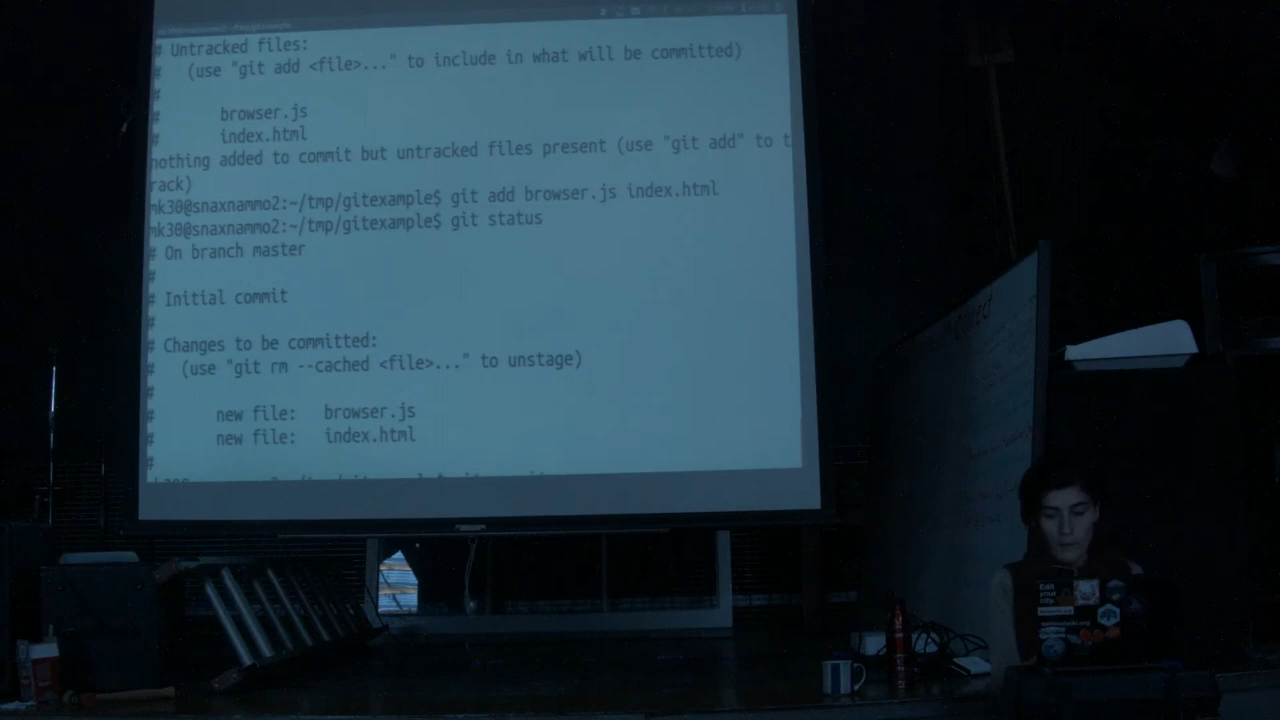 # Untracked files:
#   (use "git add <file>..." to include in what will be committed)
#
#       browser.js
#       index.html
nothing added to commit but untracked files present (use "git add" to t
rack)
mk30@snaxnammo2:~/tmp/gitexample$ git add browser.js index.html
mk30@snaxnammo2:~/tmp/gitexample$ git status
# On branch master
#
# Initial commit
#
# Changes to be committed:
#   (use "git rm --cached <file>..." to unstage)
#
#       new file:   browser.js
#       new file:   index.html
#
Edit
your
city.